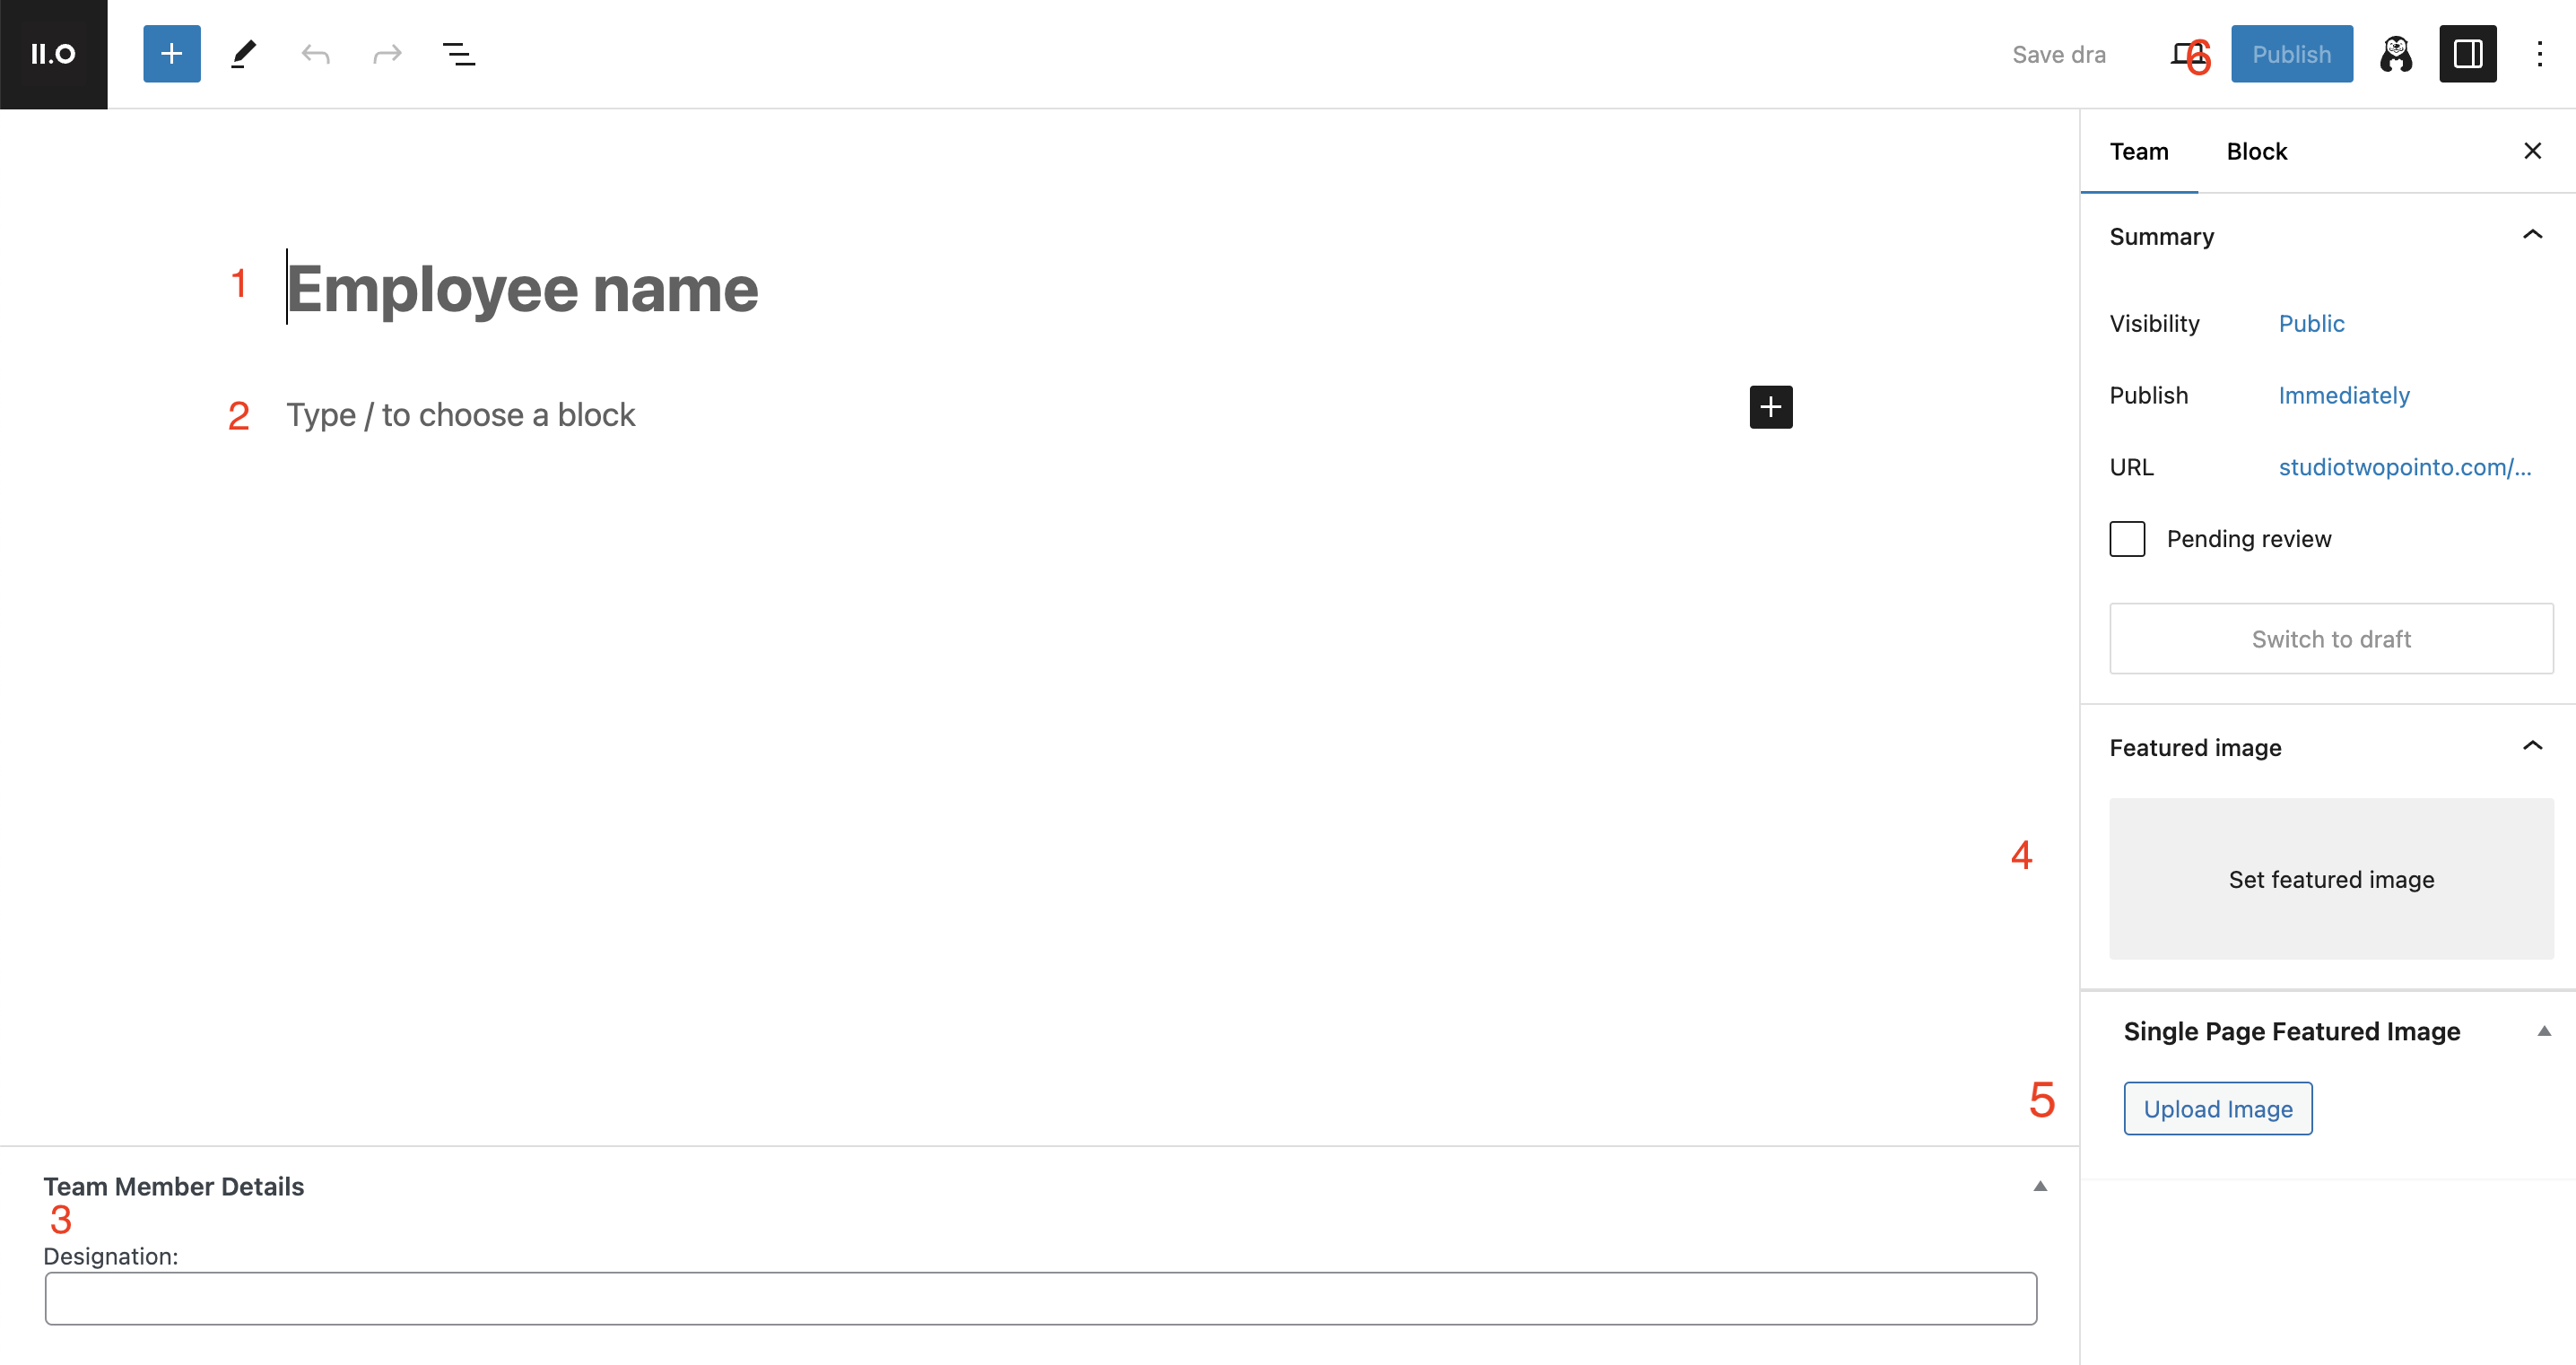 II.O
Save dra
6
Publish
Team
Block
Summary
1
Employee name
Visibility
Public
2
Type / to choose a block
Publish
Immediately
URL
studiotwopointo.com/...
Pending review
Switch to draft
Featured image
4
Set featured image
Single Page Featured Image
5
Upload Image
Team Member Details
3
Designation: